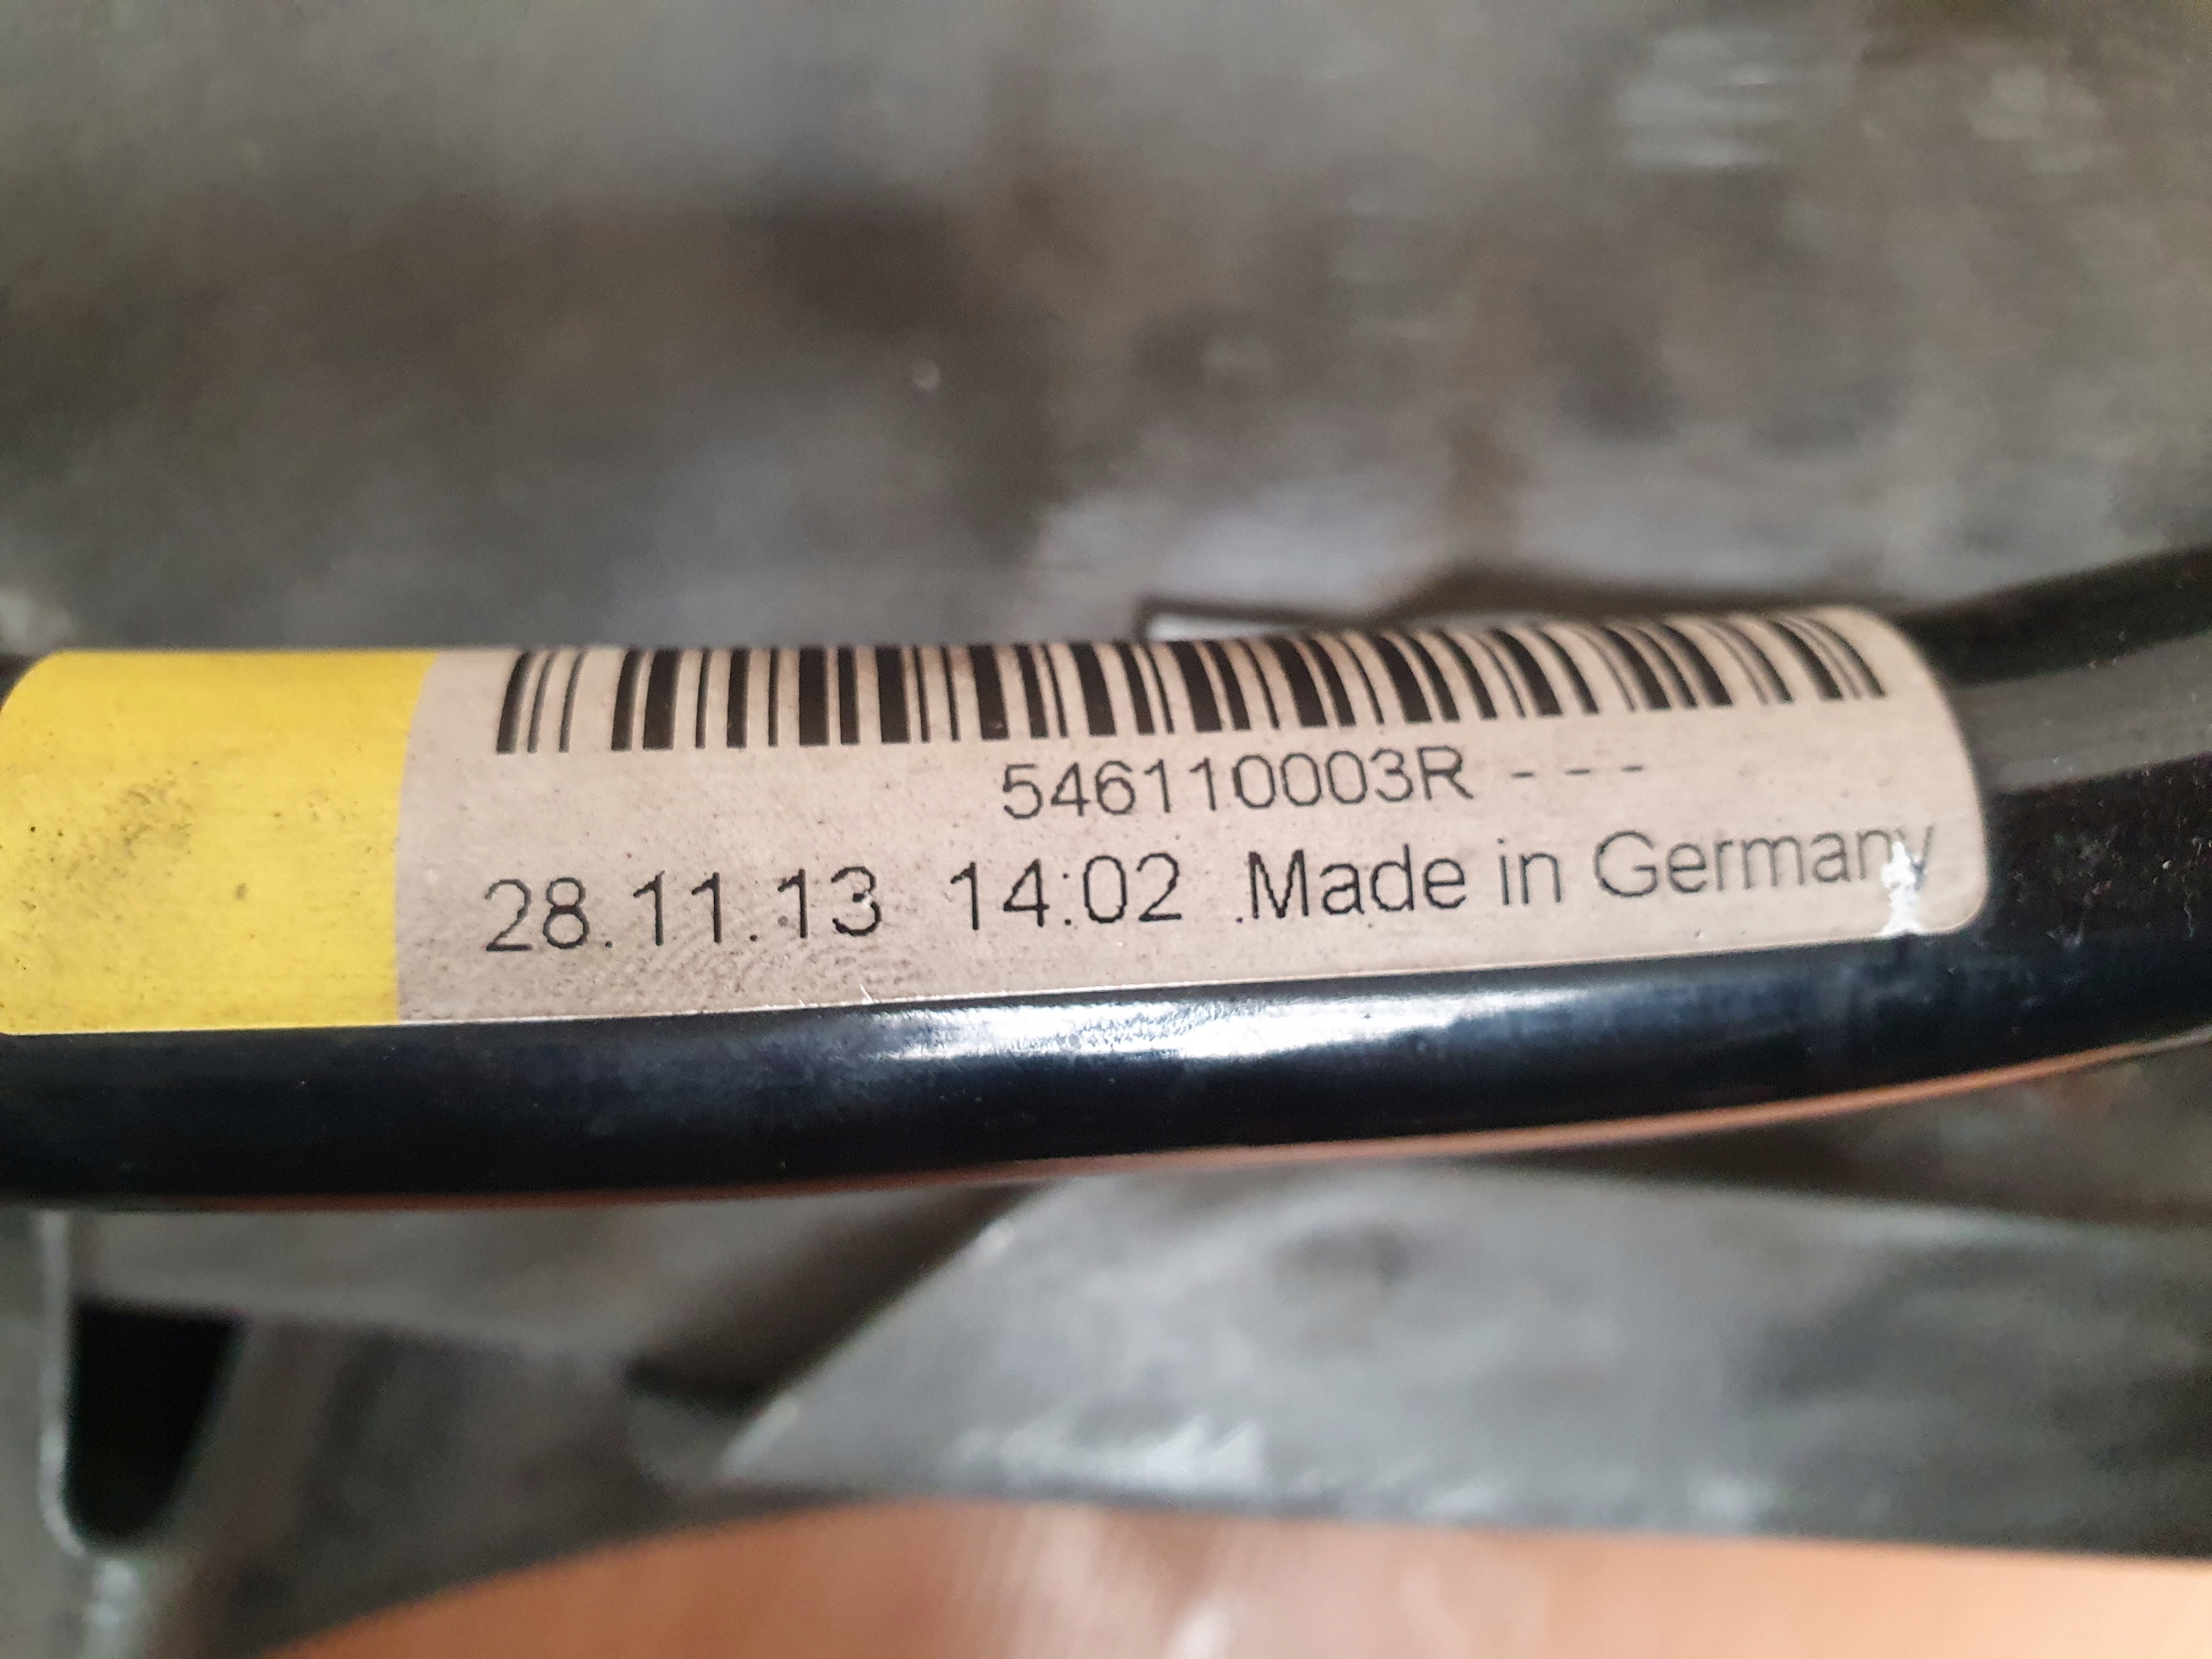 546110003R ---
28.11.13 14:02 .Made in Germany